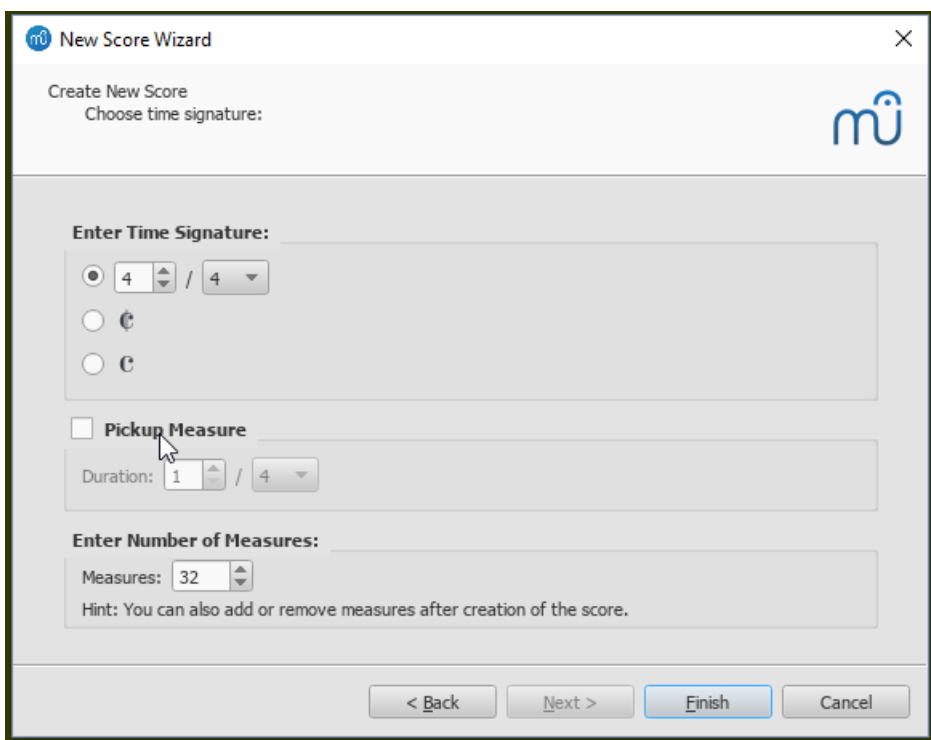 New Score Wizard
Create New Score
Choose time signature:
Enter Time Signature:
4 / 4
¢
C
Pickup Measure
Duration: 1 / 4
Enter Number of Measures:
Measures: 32
Hint: You can also add or remove measures after creation of the score.
< Back Next > Finish Cancel